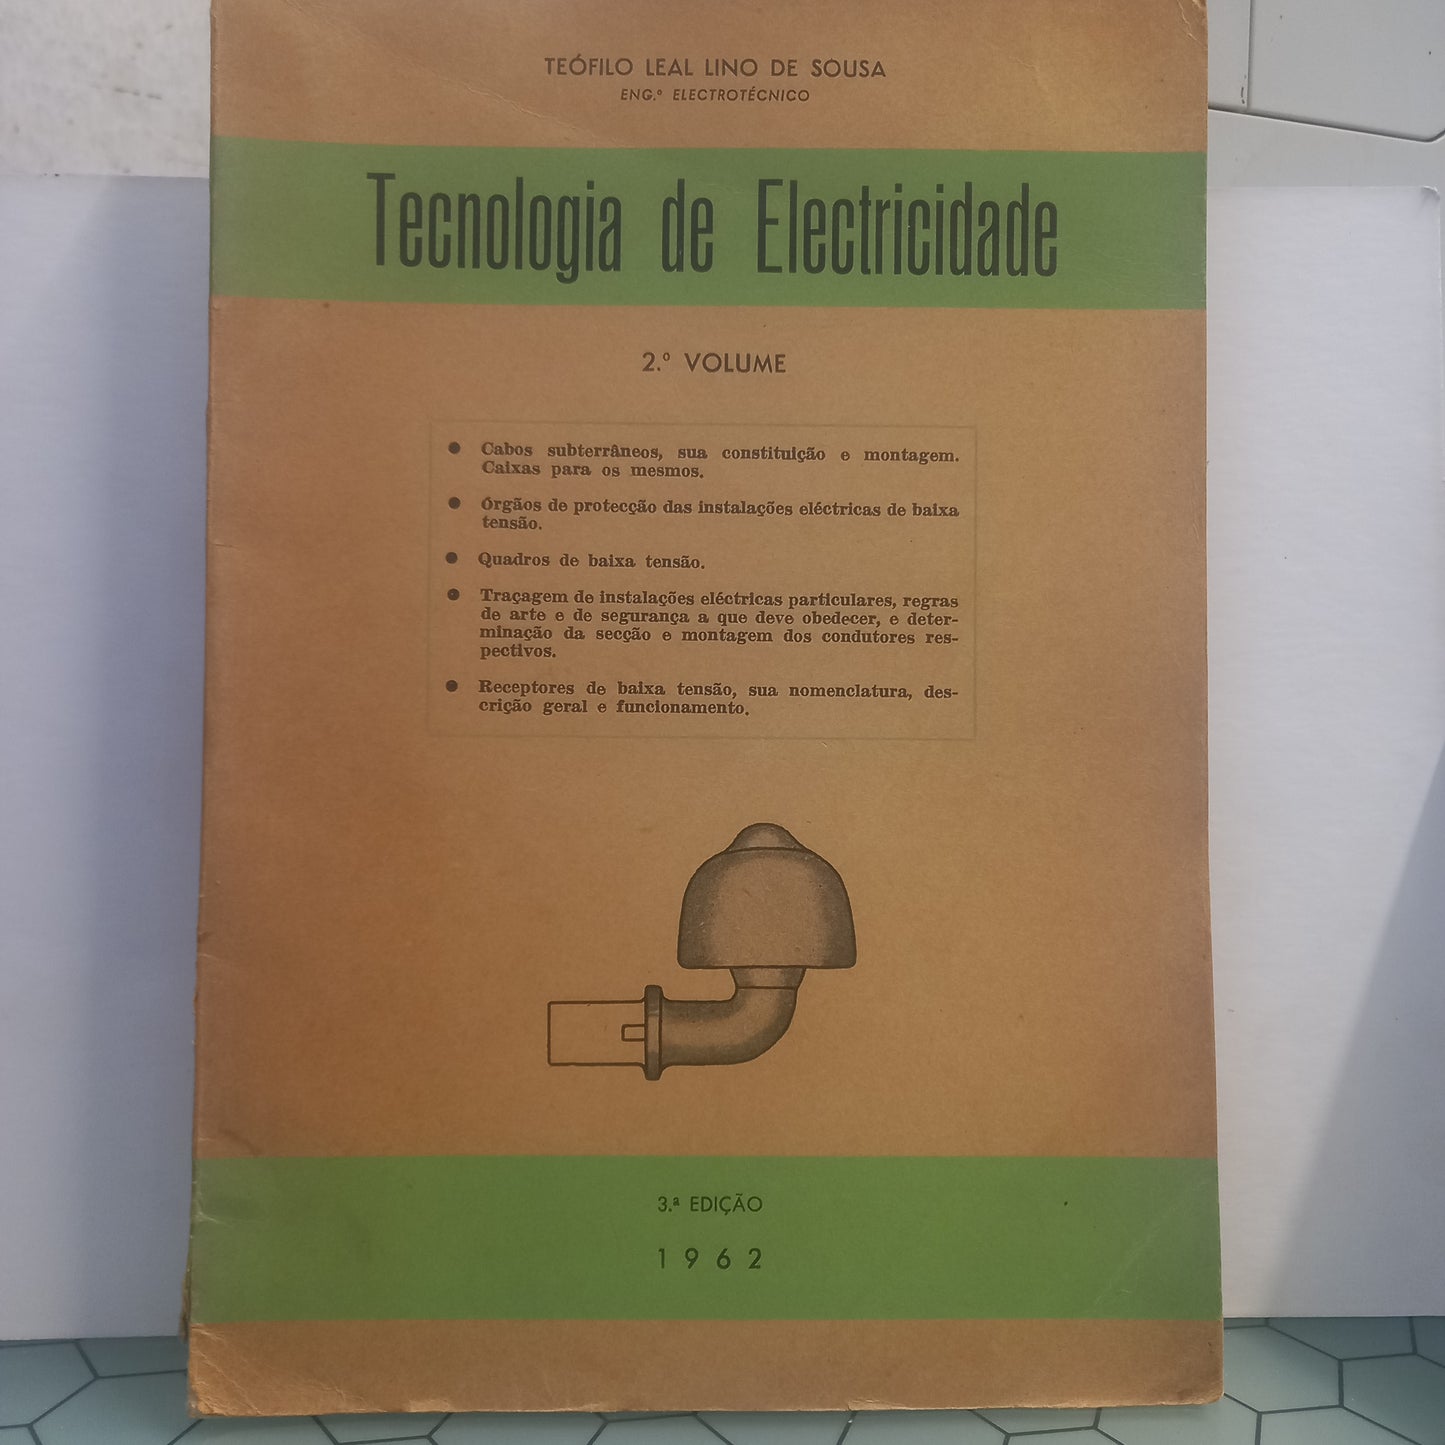 TEÓFILO LEAL LINO DE SOUSA
ENG.º ELECTROTÉCNICO
Tecnologia de Electricidade
2.º VOLUME
● Cabos subterrâneos, sua constituição e montagem.
Caixas para os mesmos.
● Órgãos de protecção das instalações eléctricas de baixa
tensão.
● Quadros de baixa tensão.
● Traçagem de instalações eléctricas particulares, regras
de arte e de segurança a que deve obedecer, e deter-
minação da secção e montagem dos condutores res-
pectivos.
● Receptores de baixa tensão, sua nomenclatura, des-
crição geral e funcionamento.
3.ª EDIÇÃO
1962